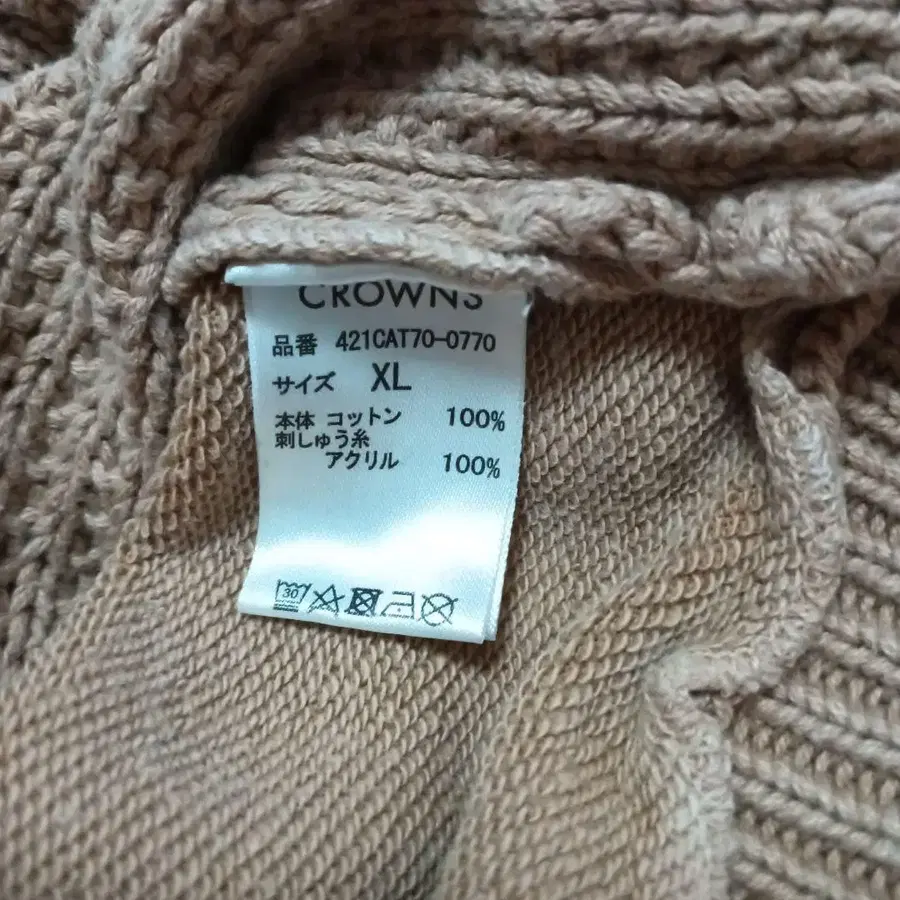 CROWNS
品番 421CAT70-0770
サイズ XL
本体 コットン 100%
刺しゅう糸
アクリル 100%
30